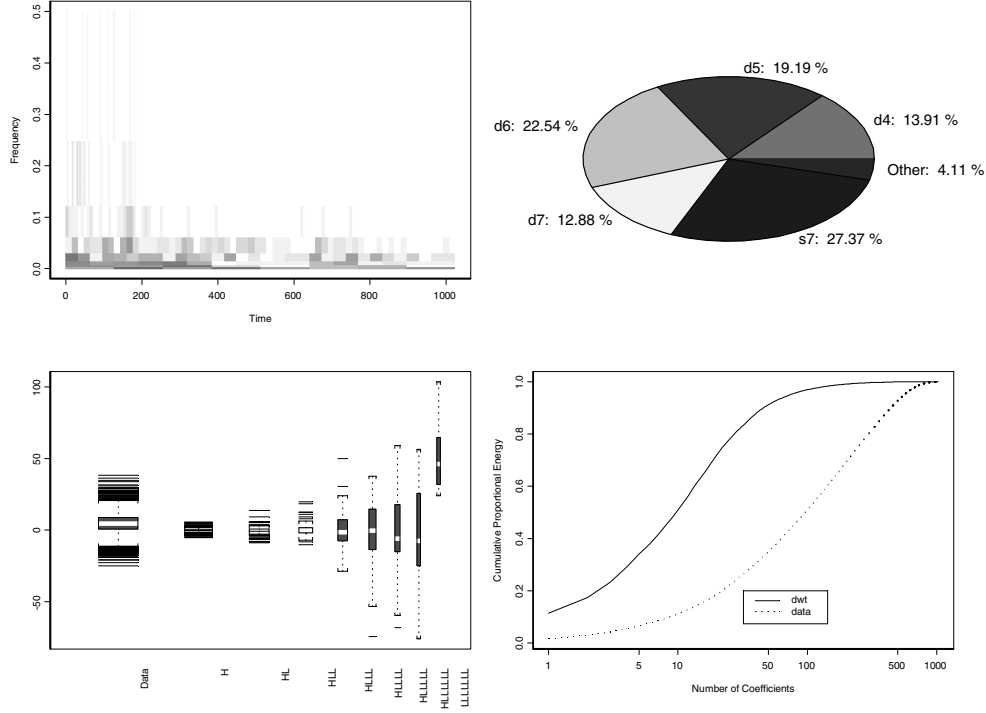 0.5
0.4
0.3
0.2
0.1
0.0
Frequency
0
200
400
600
800
1000
Time
d5: 19.19 %
d4: 13.91 %
d6: 22.54 %
Other: 4.11 %
d7: 12.88 %
s7: 27.37 %
100
50
0
-50
Data
H
HL
HLL
HLLL
HLLLL
HLLLLL
HLLLLLL
LLLLLLL
1.0
0.8
0.6
0.4
0.2
0.0
Cumulative Proportional Energy
dwt
data
1
5
10
50
100
500
1000
Number of Coefficients